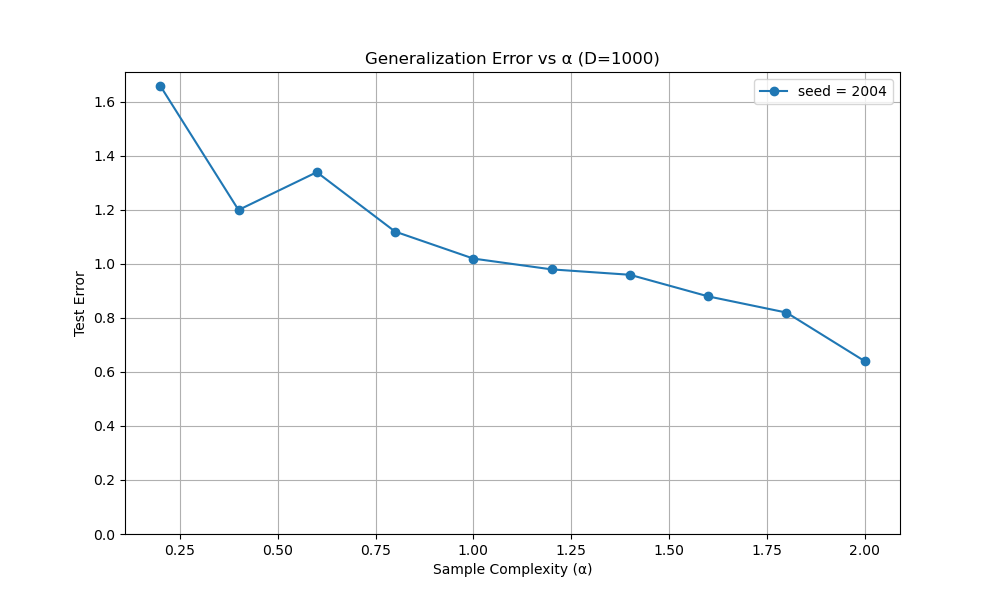 Generalization Error vs α (D=1000)
seed = 2004
Test Error
1.6
1.4
1.2
1.0
0.8
0.6
0.4
0.2
0.0
0.25 0.50 0.75 1.00 1.25 1.50 1.75 2.00
Sample Complexity (α)